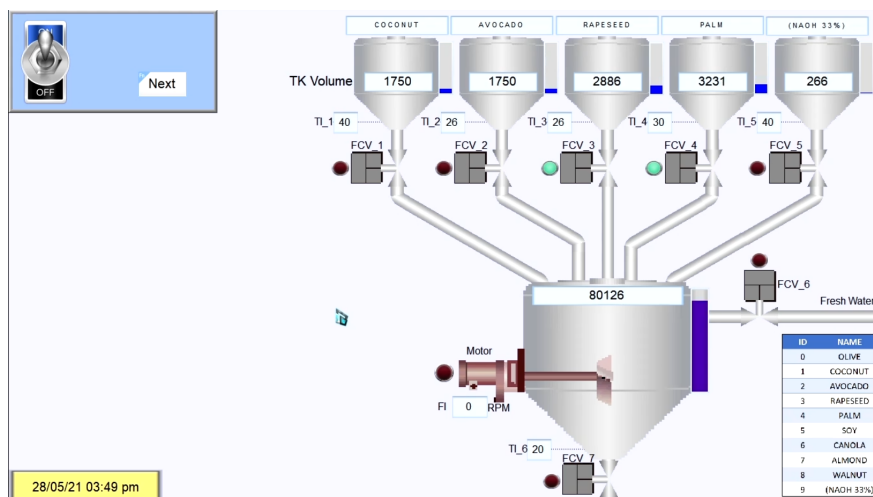 ON
OFF
Next
COCONUT
AVOCADO
RAPESEED
PALM
(NAOH 33%)
TK Volume
1750
1750
2886
3231
266
TI_1 40
TI_2 26
TI_3 26
TI_4 30
TI_5 40
FCV_1
FCV_2
FCV_3
FCV_4
FCV_5
80126
FCV_6
Fresh Water
Motor
FI 0 RPM
TI_6 20
FCV_7
ID NAME
0 OLIVE
1 COCONUT
2 AVOCADO
3 RAPESEED
4 PALM
5 SOY
6 CANOLA
7 ALMOND
8 WALNUT
9 (NAOH 33%)
28/05/21 03:49 pm